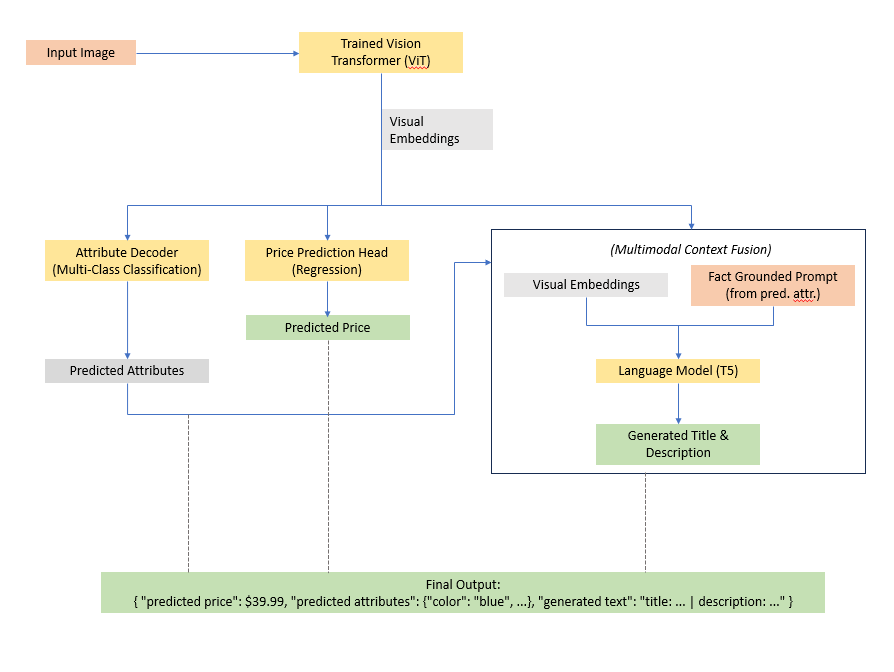 Input Image
Trained Vision
Transformer (ViT)
Visual
Embeddings
Attribute Decoder
(Multi-Class Classification)
Price Prediction Head
(Regression)
(Multimodal Context Fusion)
Visual Embeddings
Fact Grounded Prompt
(from pred. attr.)
Predicted Price
Predicted Attributes
Language Model (T5)
Generated Title &
Description
Final Output:
{ "predicted price": $39.99, "predicted attributes": {"color": "blue", ...}, "generated text": "title: ... | description: ..." }